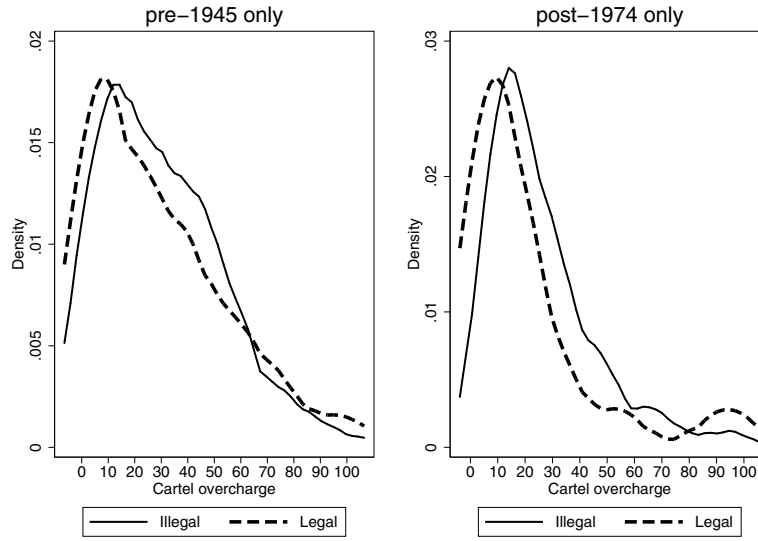 pre−1945 only
.02
.015
.01
.005
0
Density
0 10 20 30 40 50 60 70 80 90 100
Cartel overcharge
Illegal Legal
post−1974 only
.03
.02
.01
0
Density
0 10 20 30 40 50 60 70 80 90 100
Cartel overcharge
Illegal Legal